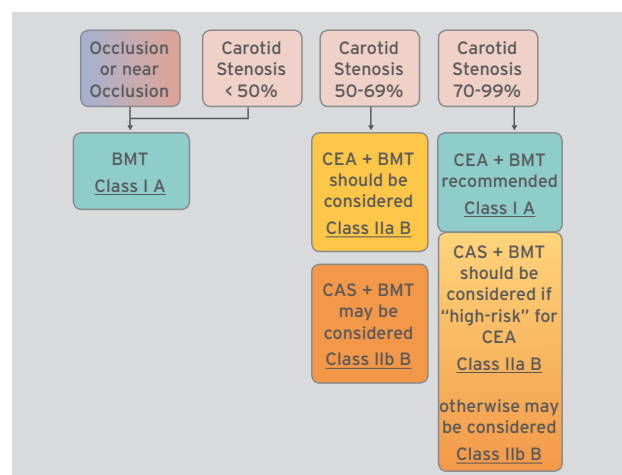 Occlusion
or near
Occlusion
Carotid
Stenosis
< 50%
Carotid
Stenosis
50-69%
Carotid
Stenosis
70-99%
BMT
Class I A
CEA + BMT
should be
considered
Class IIa B
CEA + BMT
recommended
Class I A
CAS + BMT
may be
considered
Class IIb B
CAS + BMT
should be
considered if
“high-risk” for
CEA
Class IIa B
otherwise may
be considered
Class IIb B